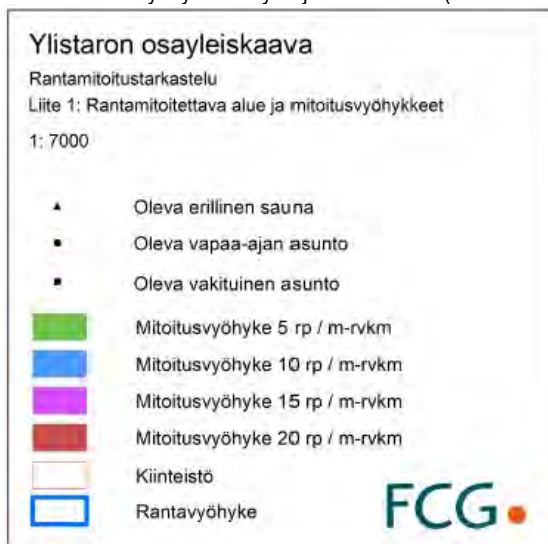 Ylistaron osayleiskaava
Rantamitoitustarkastelu
Liite 1: Rantamitoitettava alue ja mitoitusvyöhykkeet
1: 7000
Oleva erillinen sauna
Oleva vapaa-ajan asunto
Oleva vakituinen asunto
Mitoitusvyöhyke 5 rp / m-rvkm
Mitoitusvyöhyke 10 rp / m-rvkm
Mitoitusvyöhyke 15 rp / m-rvkm
Mitoitusvyöhyke 20 rp / m-rvkm
Kiinteistö
Rantavyöhyke
FCG